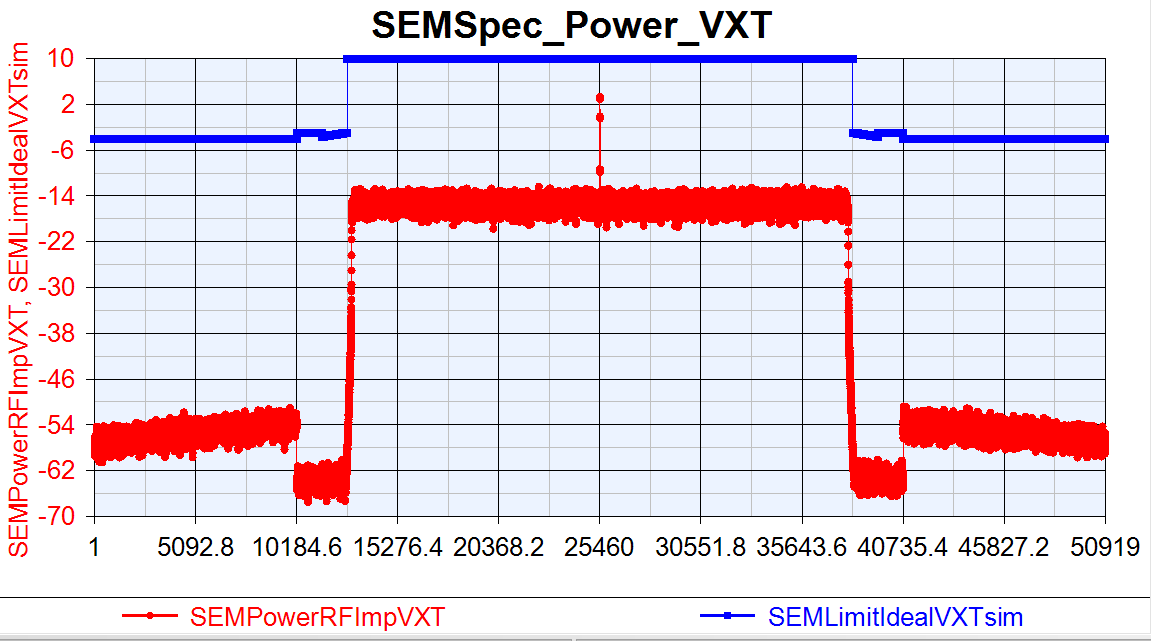 SEMSpec_Power_VXT
SEMPowerRFImpVXT, SEMLimitIdealVXTsim
10
2
-6
-14
-22
-30
-38
-46
-54
-62
-70
1 5092.8 10184.6 15276.4 20368.2 25460 30551.8 35643.6 40735.4 45827.2 50919
SEMPowerRFImpVXT SEMLimitIdealVXTsim